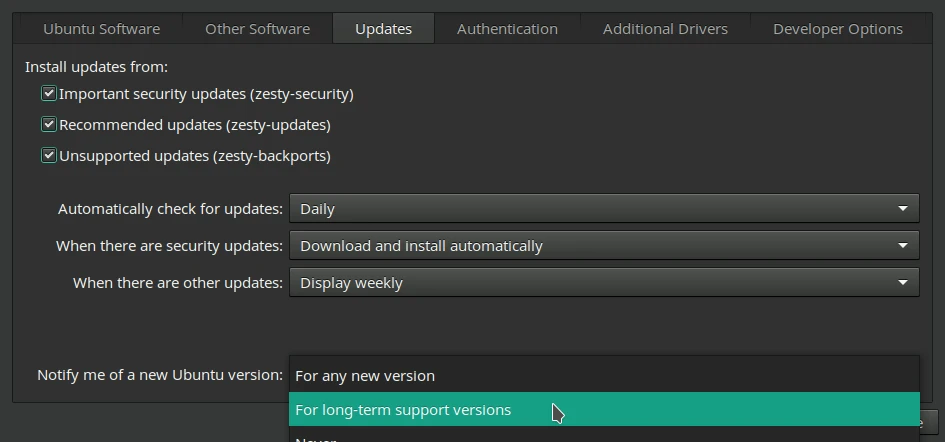 Ubuntu Software Other Software Updates Authentication Additional Drivers Developer Options
Install updates from:
Important security updates (zesty-security)
Recommended updates (zesty-updates)
Unsupported updates (zesty-backports)
Automatically check for updates: Daily
When there are security updates: Download and install automatically
When there are other updates: Display weekly
Notify me of a new Ubuntu version: For any new version
For long-term support versions
Never